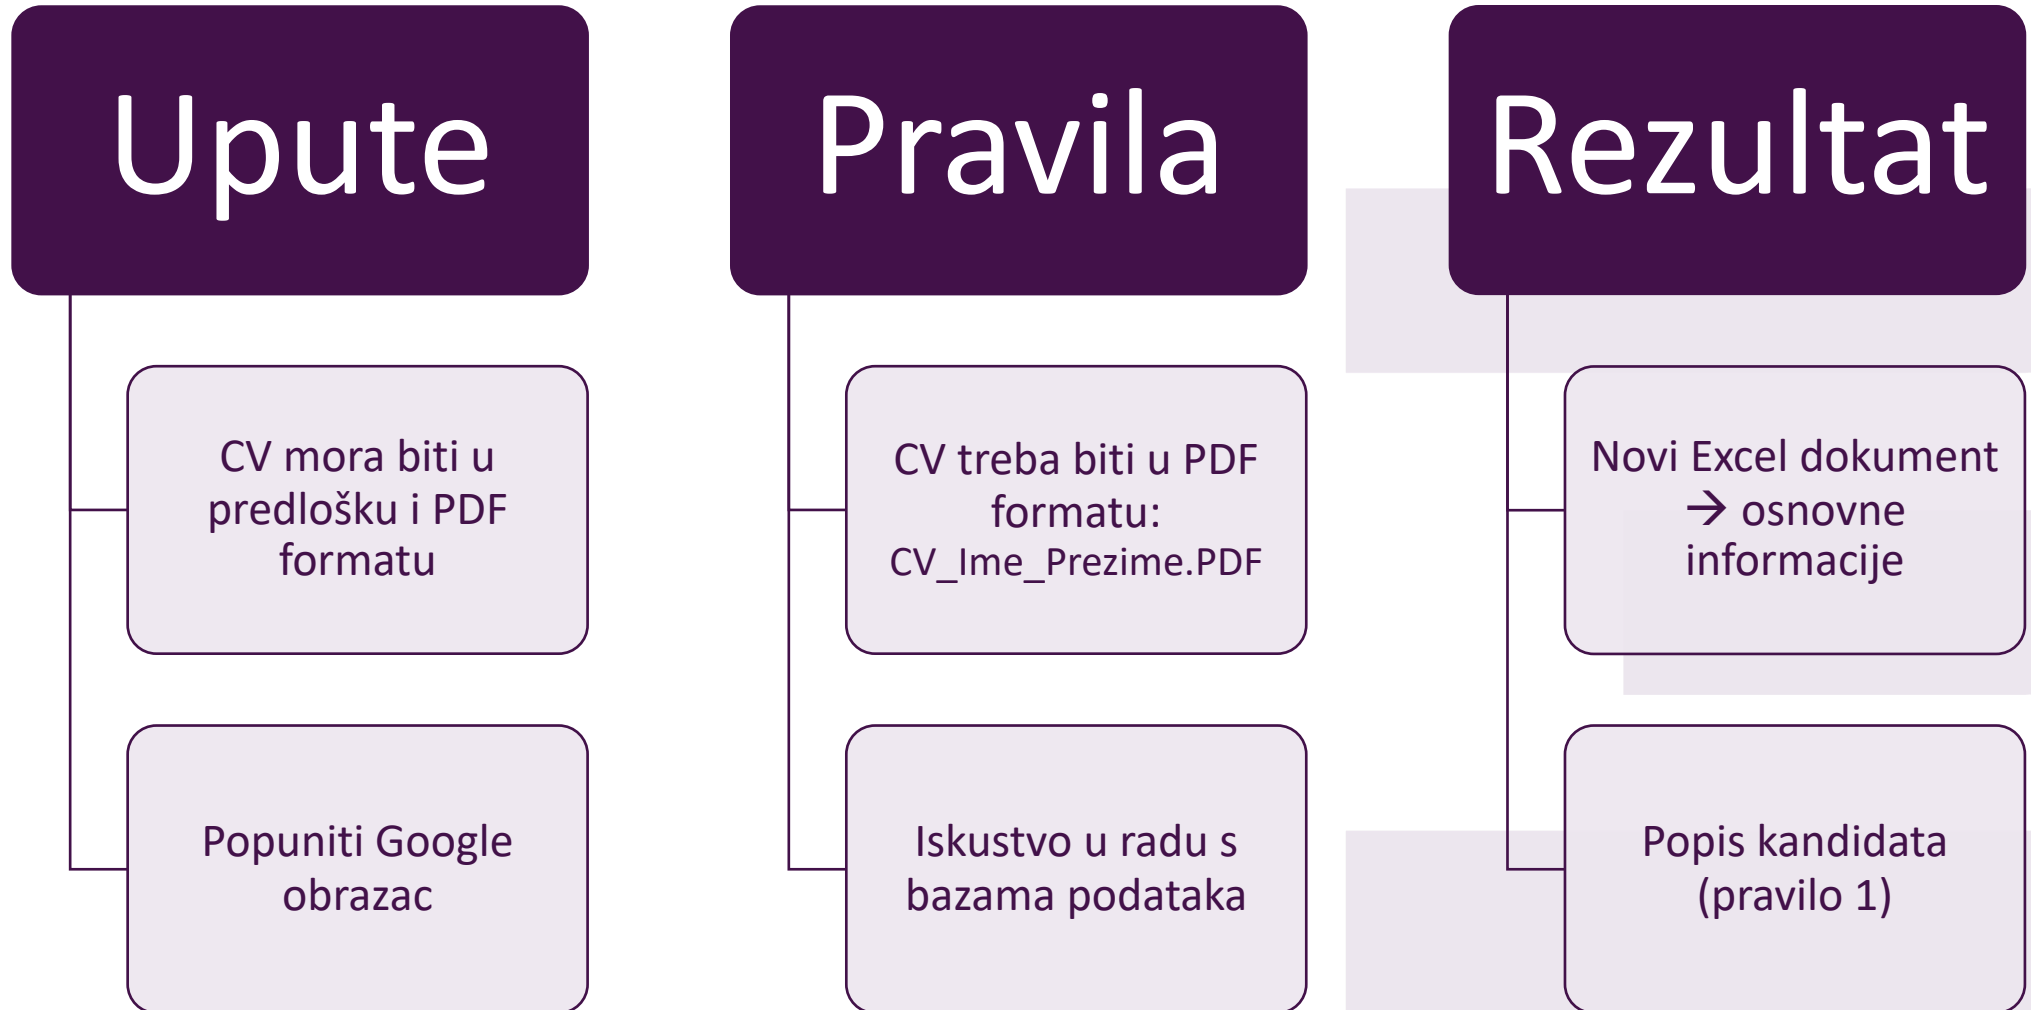 Upute
CV mora biti u
predlošku i PDF
formatu
Popuniti Google
obrazac
Pravila
CV treba biti u PDF
formatu:
CV_Ime_Prezime.PDF
Iskustvo u radu s
bazama podataka
Rezultat
Novi Excel dokument
→ osnovne
informacije
Popis kandidata
(pravilo 1)